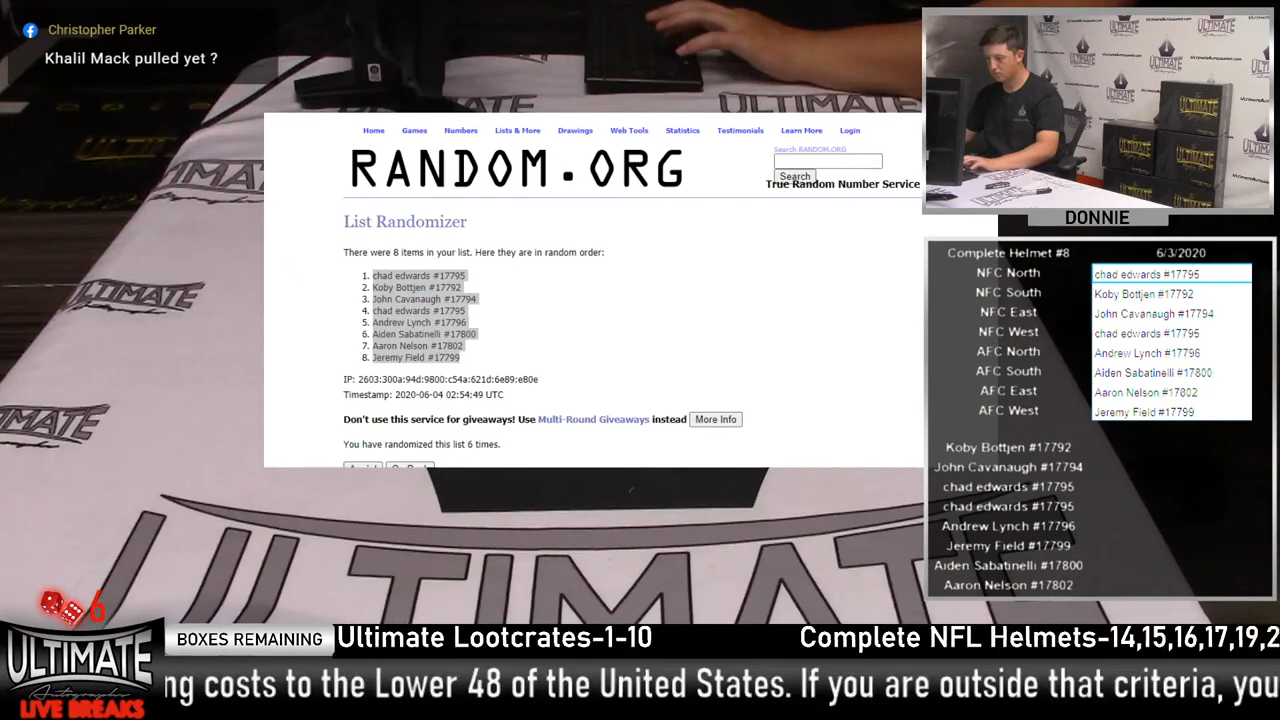 Christopher Parker
Khalil Mack pulled yet ?
Home Games Numbers Lists & More Drawings Web Tools Statistics Testimonials Learn More Login
RANDOM.ORG
Search RANDOM.ORG
Search
True Random Number Service
List Randomizer
There were 8 items in your list. Here they are in random order:
1. chad edwards #17795
2. Koby Bottjen #17792
3. John Cavanaugh #17794
4. chad edwards #17795
5. Andrew Lynch #17796
6. Aiden Sabatinelli #17800
7. Aaron Nelson #17802
8. Jeremy Field #17799
IP: 2603:300a:94d:9800:c54a:621d:6e89:e80e
Timestamp: 2020-06-04 02:54:49 UTC
Don't use this service for giveaways! Use Multi-Round Giveaways instead More Info
You have randomized this list 6 times.
ULTIMATE
ULTIMATE
DONNIE
Complete Helmet #8 6/3/2020
NFC North chad edwards #17795
NFC South Koby Bottjen #17792
NFC East John Cavanaugh #17794
NFC West chad edwards #17795
AFC North Andrew Lynch #17796
AFC South Aiden Sabatinelli #17800
AFC East Aaron Nelson #17802
AFC West Jeremy Field #17799
Koby Bottjen #17792
John Cavanaugh #17794
chad edwards #17795
chad edwards #17795
Andrew Lynch #17796
Jeremy Field #17799
Aiden Sabatinelli #17800
Aaron Nelson #17802
ULTIMATE
6
ULTIMATE
Autographs
LIVE BREAKS
BOXES REMAINING Ultimate Lootcrates-1-10 Complete NFL Helmets-14,15,16,17,19,2
ng costs to the Lower 48 of the United States. If you are outside that criteria, you